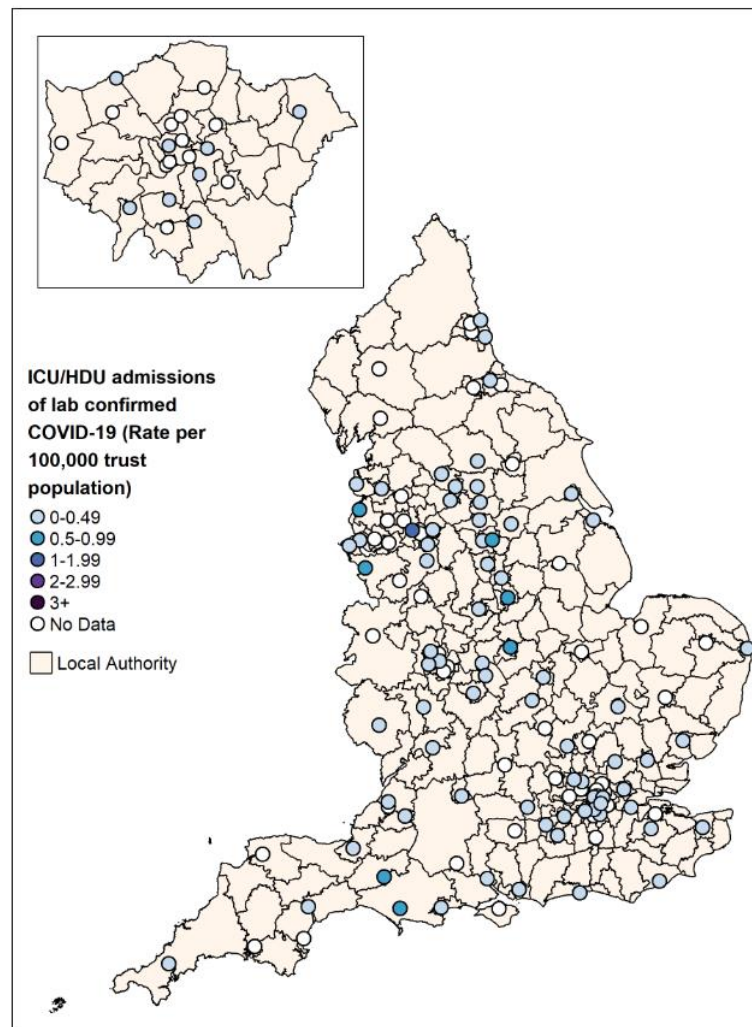 ICU/HDU admissions
of lab confirmed
COVID-19 (Rate per
100,000 trust
population)
0-0.49
0.5-0.99
1-1.99
2-2.99
3+
No Data
Local Authority